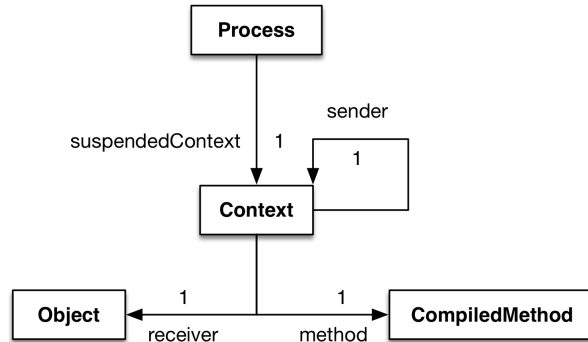 Process
sender
suspendedContext 1
1
Context
1 1
Object CompiledMethod
receiver method